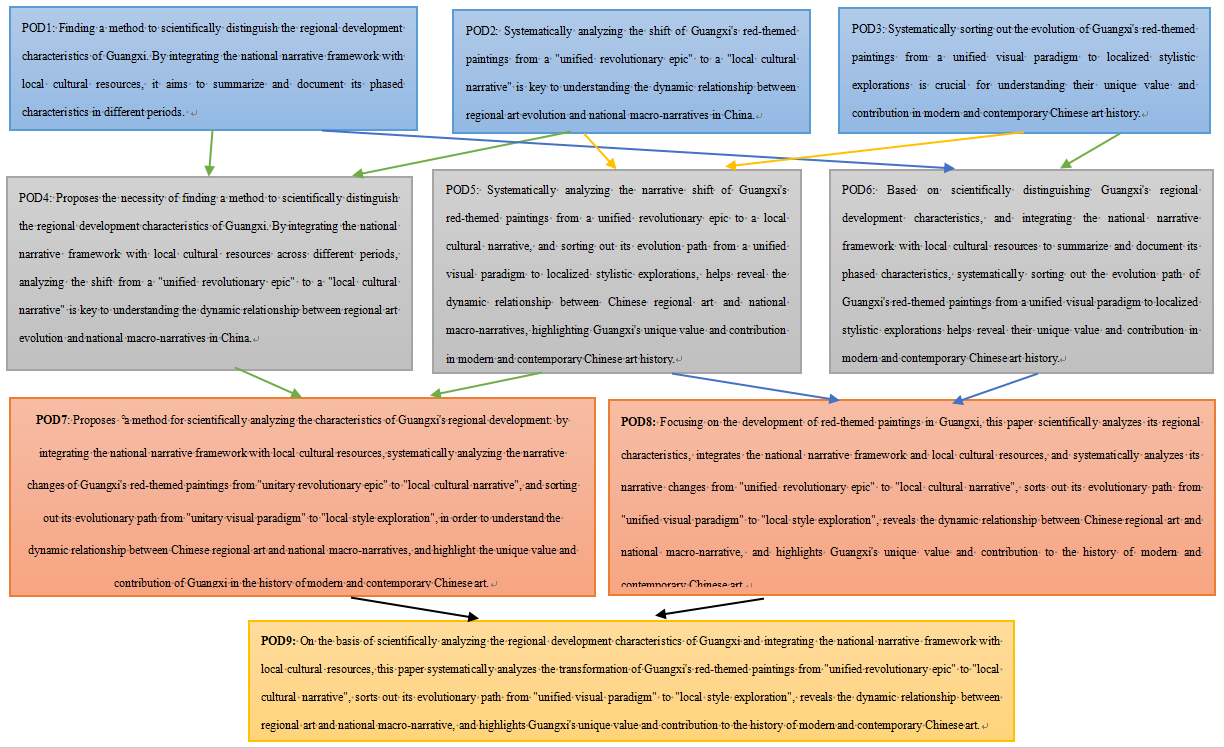 POD1: Finding a method to scientifically distinguish the regional development
characteristics of Guangxi. By integrating the national narrative framework with
local cultural resources, it aims to summarize and document its phased
characteristics in different periods.
POD2: Systematically analyzing the shift of Guangxi's red-themed
paintings from a "unified revolutionary epic" to a "local cultural
narrative" is key to understanding the dynamic relationship between
regional art evolution and national macro-narratives in China.
POD3: Systematically sorting out the evolution of Guangxi's red-themed
paintings from a unified visual paradigm to localized stylistic
explorations is crucial for understanding their unique value and
contribution in modern and contemporary Chinese art history.
POD4: Proposes the necessity of finding a method to scientifically distinguish
the regional development characteristics of Guangxi. By integrating the national
narrative framework with local cultural resources across different periods,
analyzing the shift from a "unified revolutionary epic" to a "local cultural
narrative" is key to understanding the dynamic relationship between regional art
evolution and national macro-narratives in China.
POD5: Systematically analyzing the narrative shift of Guangxi's
red-themed paintings from a unified revolutionary epic to a local
cultural narrative, and sorting out its evolution path from a unified
visual paradigm to localized stylistic explorations, helps reveal the
dynamic relationship between Chinese regional art and national
macro-narratives, highlighting Guangxi's unique value and contribution
in modern and contemporary Chinese art history.
POD6: Based on scientifically distinguishing Guangxi's regional
development characteristics, and integrating the national narrative
framework with local cultural resources to summarize and document its
phased characteristics, systematically sorting out the evolution path of
Guangxi's red-themed paintings from a unified visual paradigm to localized
stylistic explorations helps reveal their unique value and contribution in
modern and contemporary Chinese art history.
POD7: Proposes "a method for scientifically analyzing the characteristics of Guangxi's regional development: by
integrating the national narrative framework with local cultural resources, systematically analyzing the narrative
changes of Guangxi's red-themed paintings from "unitary revolutionary epic" to "local cultural narrative", and sorting
out its evolutionary path from "unitary visual paradigm" to "local style exploration", in order to understand the
dynamic relationship between Chinese regional art and national macro-narratives, and highlight the unique value and
contribution of Guangxi in the history of modern and contemporary Chinese art.
POD8: Focusing on the development of red-themed paintings in Guangxi, this paper scientifically analyzes its regional
characteristics, integrates the national narrative framework and local cultural resources, and systematically analyzes its
narrative changes from "unified revolutionary epic" to "local cultural narrative", sorts out its evolutionary path from
"unified visual paradigm" to "local style exploration", reveals the dynamic relationship between Chinese regional art and
national macro-narrative, and highlights Guangxi's unique value and contribution to the history of modern and
contemporary Chinese art.
POD9: On the basis of scientifically analyzing the regional development characteristics of Guangxi and integrating the national narrative framework with
local cultural resources, this paper systematically analyzes the transformation of Guangxi's red-themed paintings from "unified revolutionary epic" to "local
cultural narrative", sorts out its evolutionary path from "unified visual paradigm" to "local style exploration", reveals the dynamic relationship between
regional art and national macro-narrative, and highlights Guangxi's unique value and contribution to the history of modern and contemporary Chinese art.